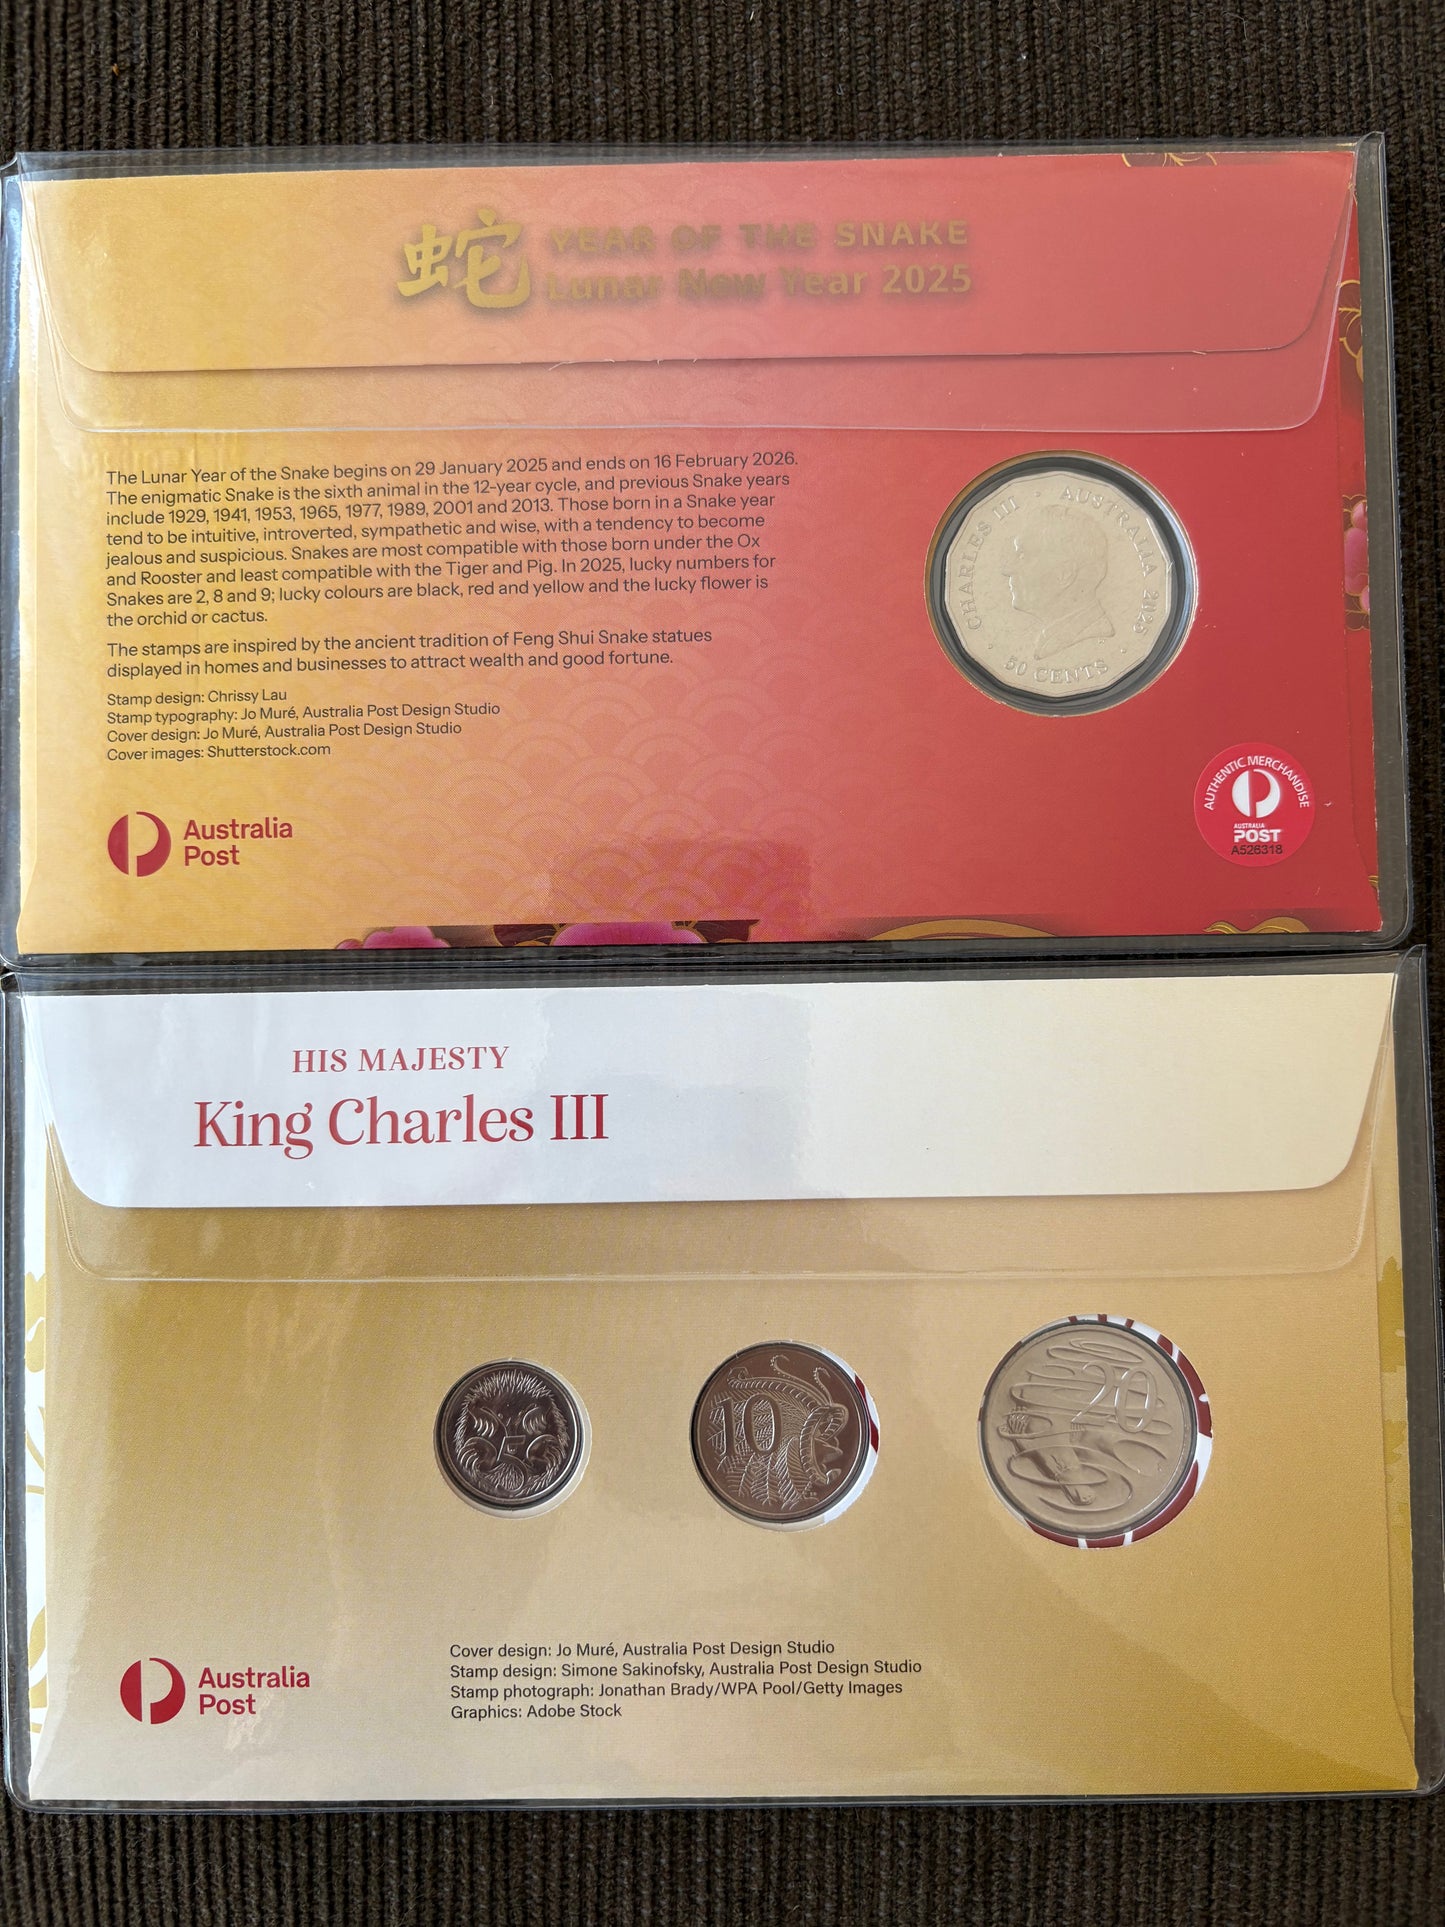 蛇 YEAR OF THE SNAKE
Lunar New Year 2025
The Lunar Year of the Snake begins on 29 January 2025 and ends on 16 February 2026.
The enigmatic Snake is the sixth animal in the 12-year cycle, and previous Snake years
include 1929, 1941, 1953, 1965, 1977, 1989, 2001 and 2013. Those born in a Snake year
tend to be intuitive, introverted, sympathetic and wise, with a tendency to become
jealous and suspicious. Snakes are most compatible with those born under the Ox
and Rooster and least compatible with the Tiger and Pig. In 2025, lucky numbers for
Snakes are 2, 8 and 9; lucky colours are black, red and yellow and the lucky flower is
the orchid or cactus.
The stamps are inspired by the ancient tradition of Feng Shui Snake statues
displayed in homes and businesses to attract wealth and good fortune.
Stamp design: Chrissy Lau
Stamp typography: Jo Muré, Australia Post Design Studio
Cover design: Jo Muré, Australia Post Design Studio
Cover images: Shutterstock.com
Australia
Post
CHARLES III · AUSTRALIA 2025
· 50 CENTS ·
AUTHENTIC MERCHANDISE
AUSTRALIA
POST
A526318
HIS MAJESTY
King Charles III
5
10
20
Australia
Post
Cover design: Jo Muré, Australia Post Design Studio
Stamp design: Simone Sakinofsky, Australia Post Design Studio
Stamp photograph: Jonathan Brady/WPA Pool/Getty Images
Graphics: Adobe Stock